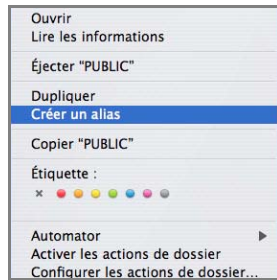 Ouvrir
Lire les informations
Éjecter “PUBLIC”
Dupliquer
Créer un alias
Copier “PUBLIC”
Étiquette :
×
Automator
Activer les actions de dossier
Configurer les actions de dossier...